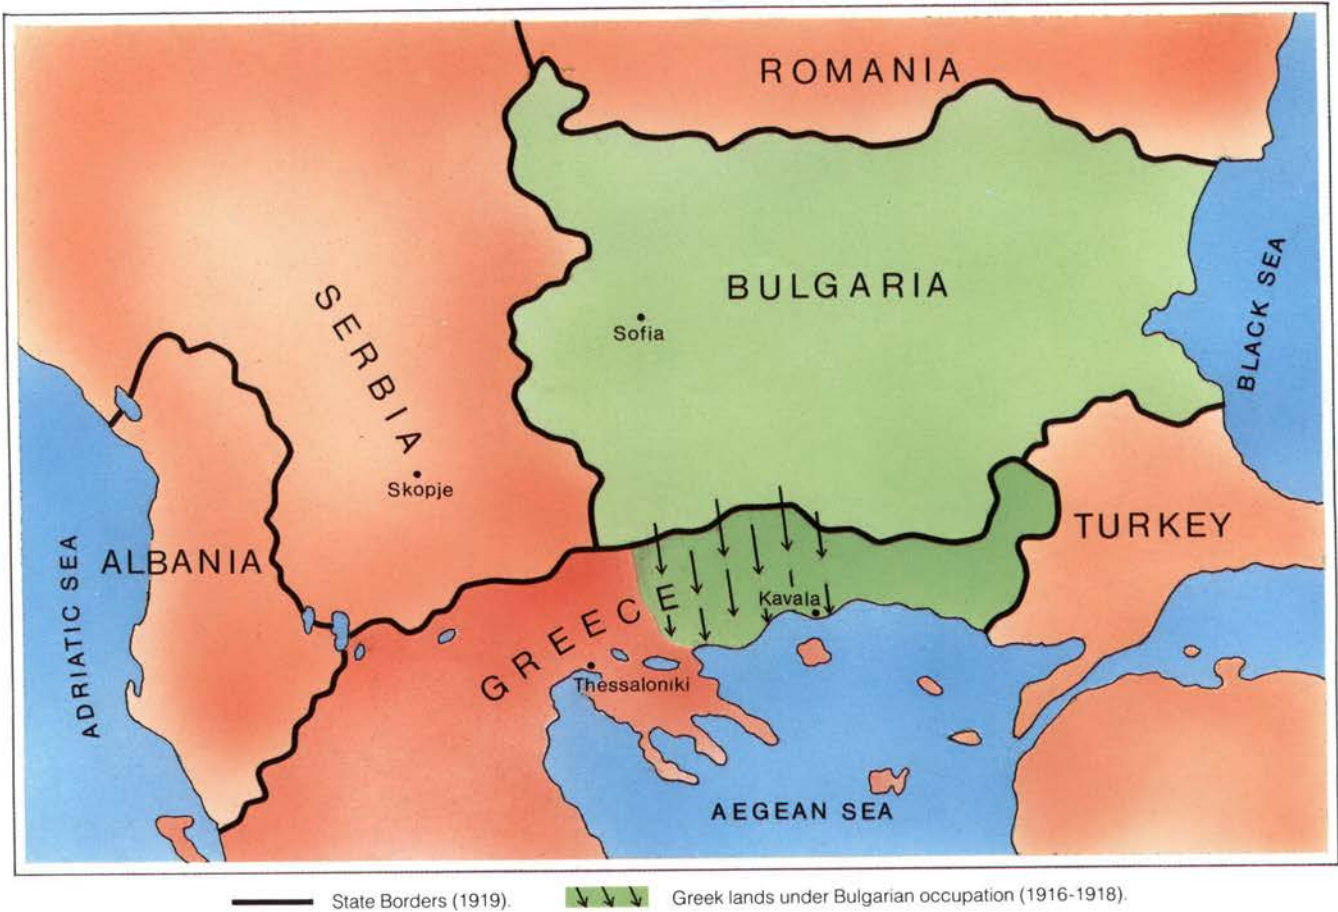 ROMANIA
BULGARIA
BLACK SEA
SERBIA
Sofia
Skopje
TURKEY
ALBANIA
ADRIATIC SEA
GREECE
Kavala
Thessaloniki
AEGEAN SEA
State Borders (1919).
Greek lands under Bulgarian occupation (1916-1918).